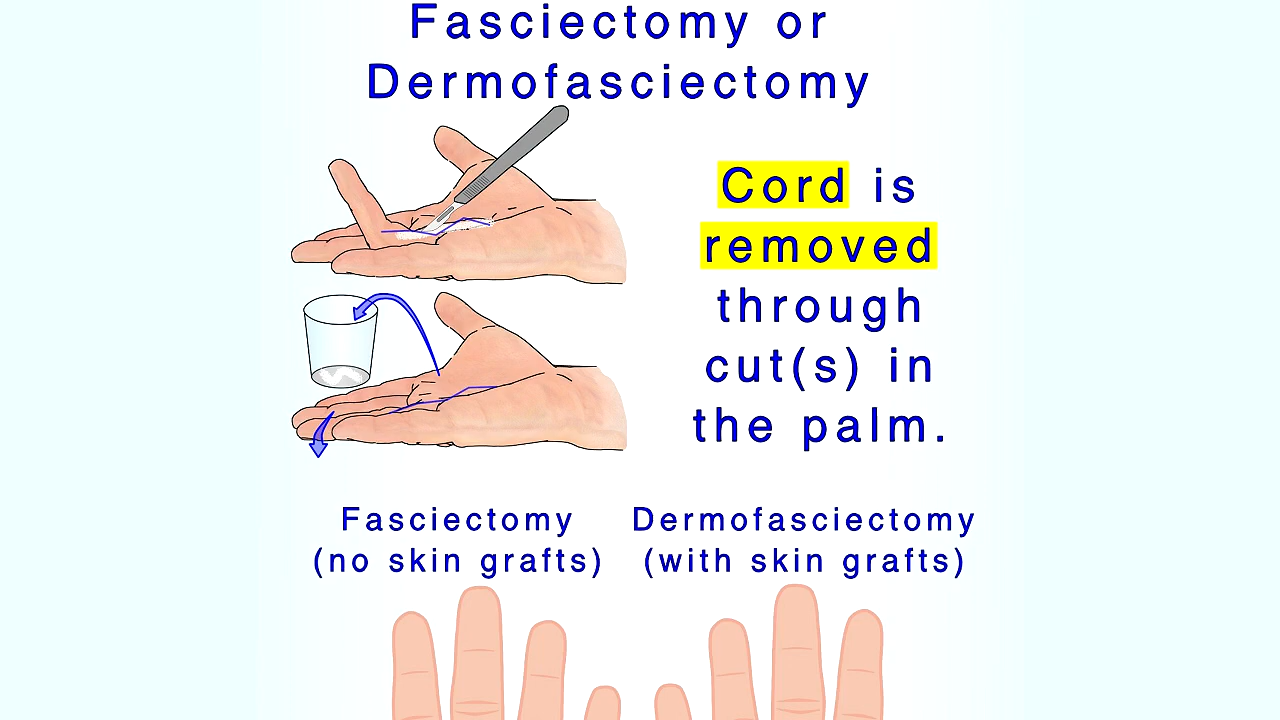 Fasciectomy or
Dermofasciectomy
Cord is
removed
through
cut(s) in
the palm.
Fasciectomy
(no skin grafts)
Dermofasciectomy
(with skin grafts)